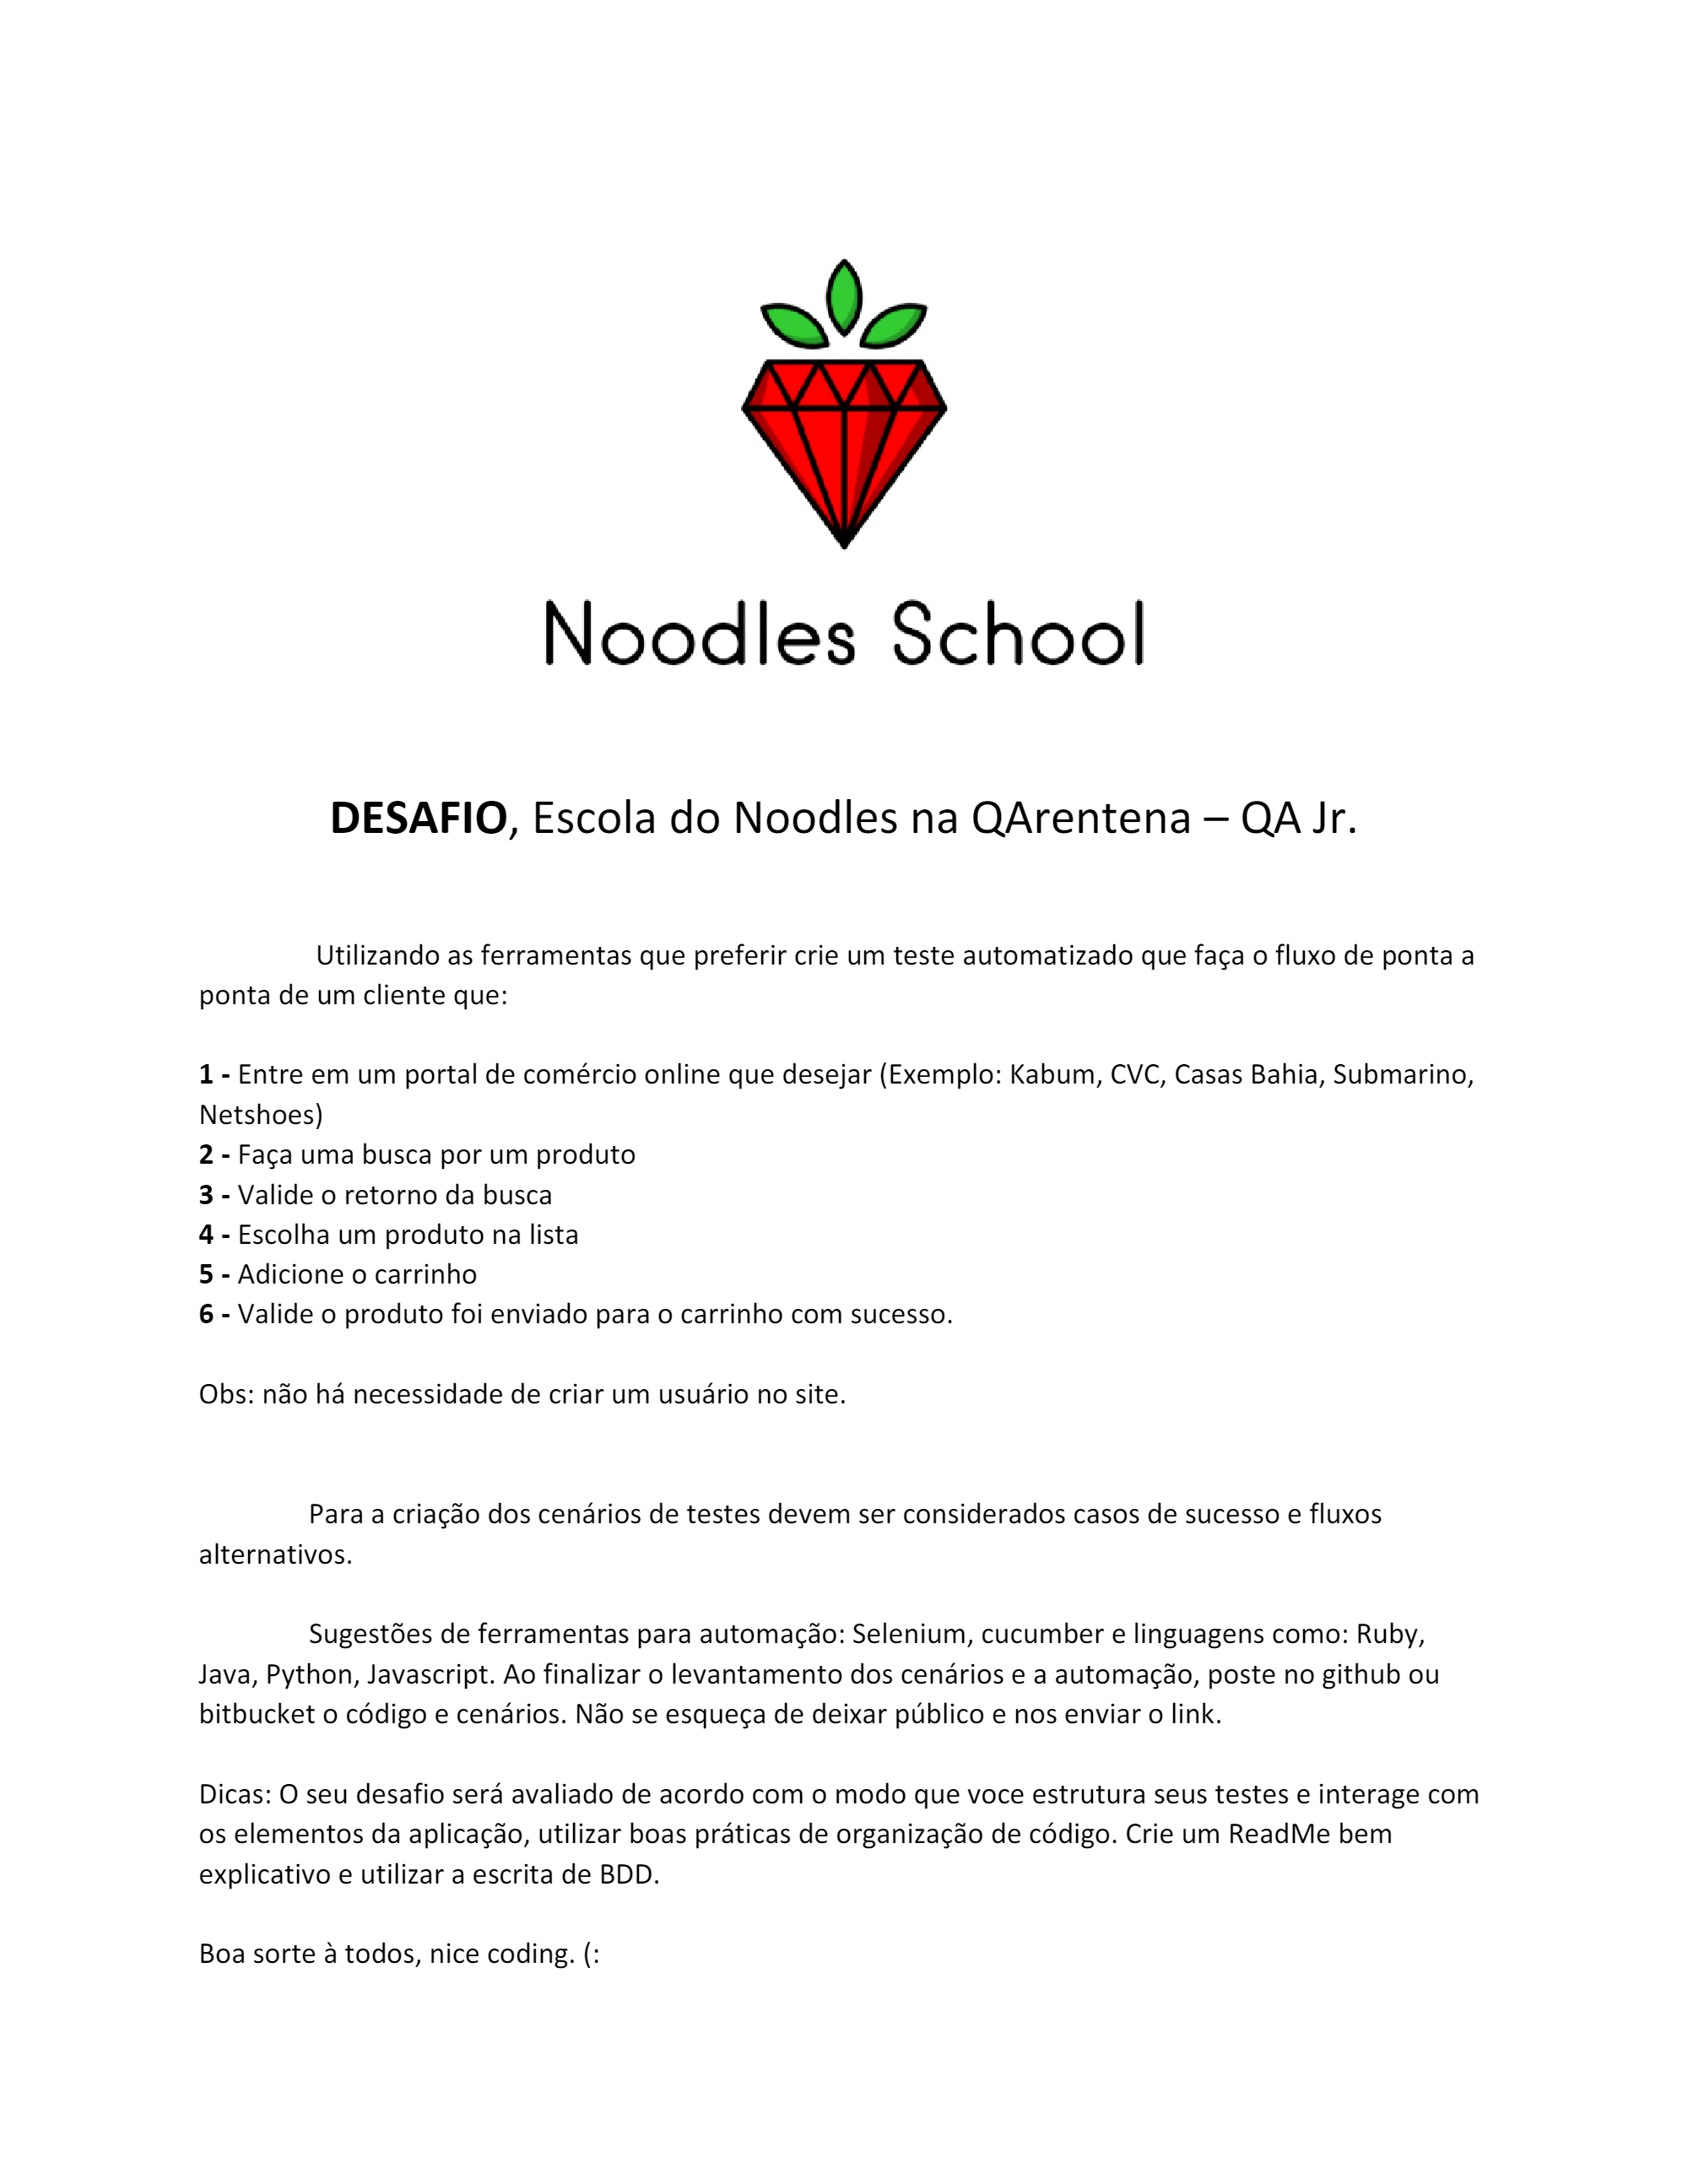 Noodles School
DESAFIO, Escola do Noodles na QArentena – QA Jr.
Utilizando as ferramentas que preferir crie um teste automatizado que faça o fluxo de ponta a
ponta de um cliente que:
1 - Entre em um portal de comércio online que desejar (Exemplo: Kabum, CVC, Casas Bahia, Submarino,
Netshoes)
2 - Faça uma busca por um produto
3 - Valide o retorno da busca
4 - Escolha um produto na lista
5 - Adicione o carrinho
6 - Valide o produto foi enviado para o carrinho com sucesso.
Obs: não há necessidade de criar um usuário no site.
Para a criação dos cenários de testes devem ser considerados casos de sucesso e fluxos
alternativos.
Sugestões de ferramentas para automação: Selenium, cucumber e linguagens como: Ruby,
Java, Python, Javascript. Ao finalizar o levantamento dos cenários e a automação, poste no github ou
bitbucket o código e cenários. Não se esqueça de deixar público e nos enviar o link.
Dicas: O seu desafio será avaliado de acordo com o modo que voce estrutura seus testes e interage com
os elementos da aplicação, utilizar boas práticas de organização de código. Crie um ReadMe bem
explicativo e utilizar a escrita de BDD.
Boa sorte à todos, nice coding. (: